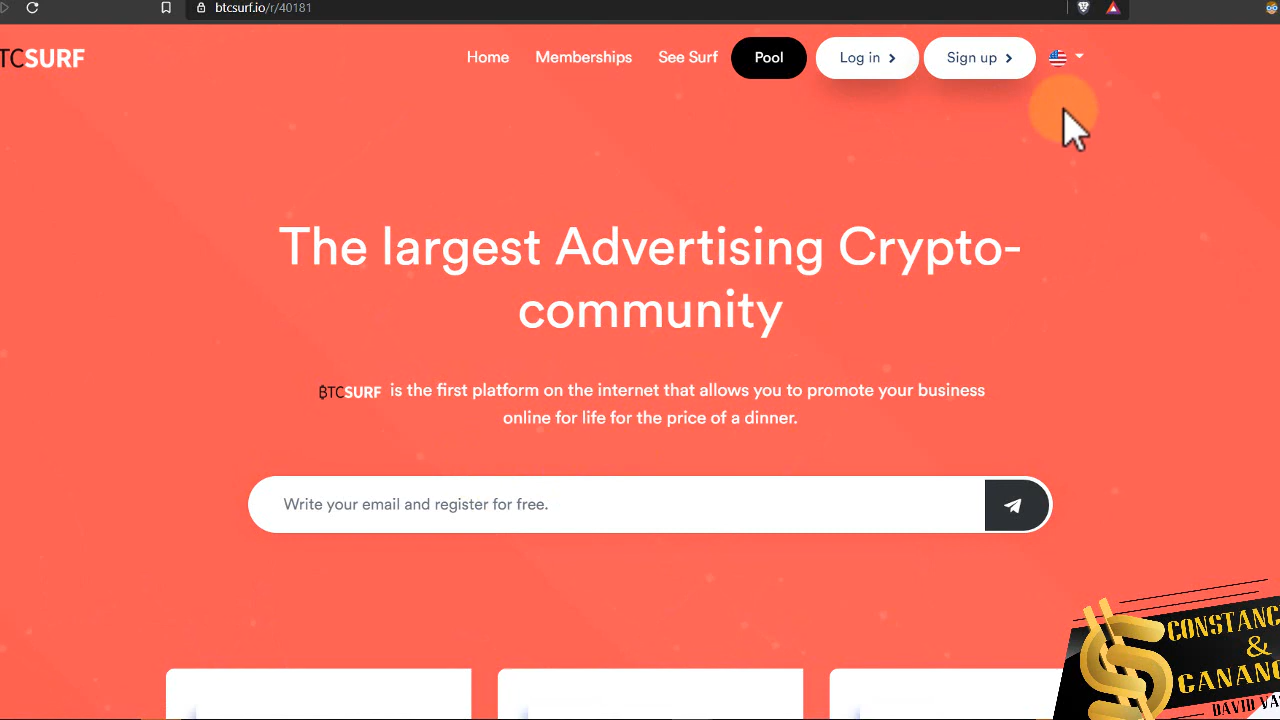 btcsurf.io/r/40181
TCSURF
Home
Memberships
See Surf
Pool
Log in
Sign up
The largest Advertising Crypto-
community
₿TCSURF is the first platform on the internet that allows you to promote your business
online for life for the price of a dinner.
Write your email and register for free.
CONSTANC
&
GANANC
DAVID VA